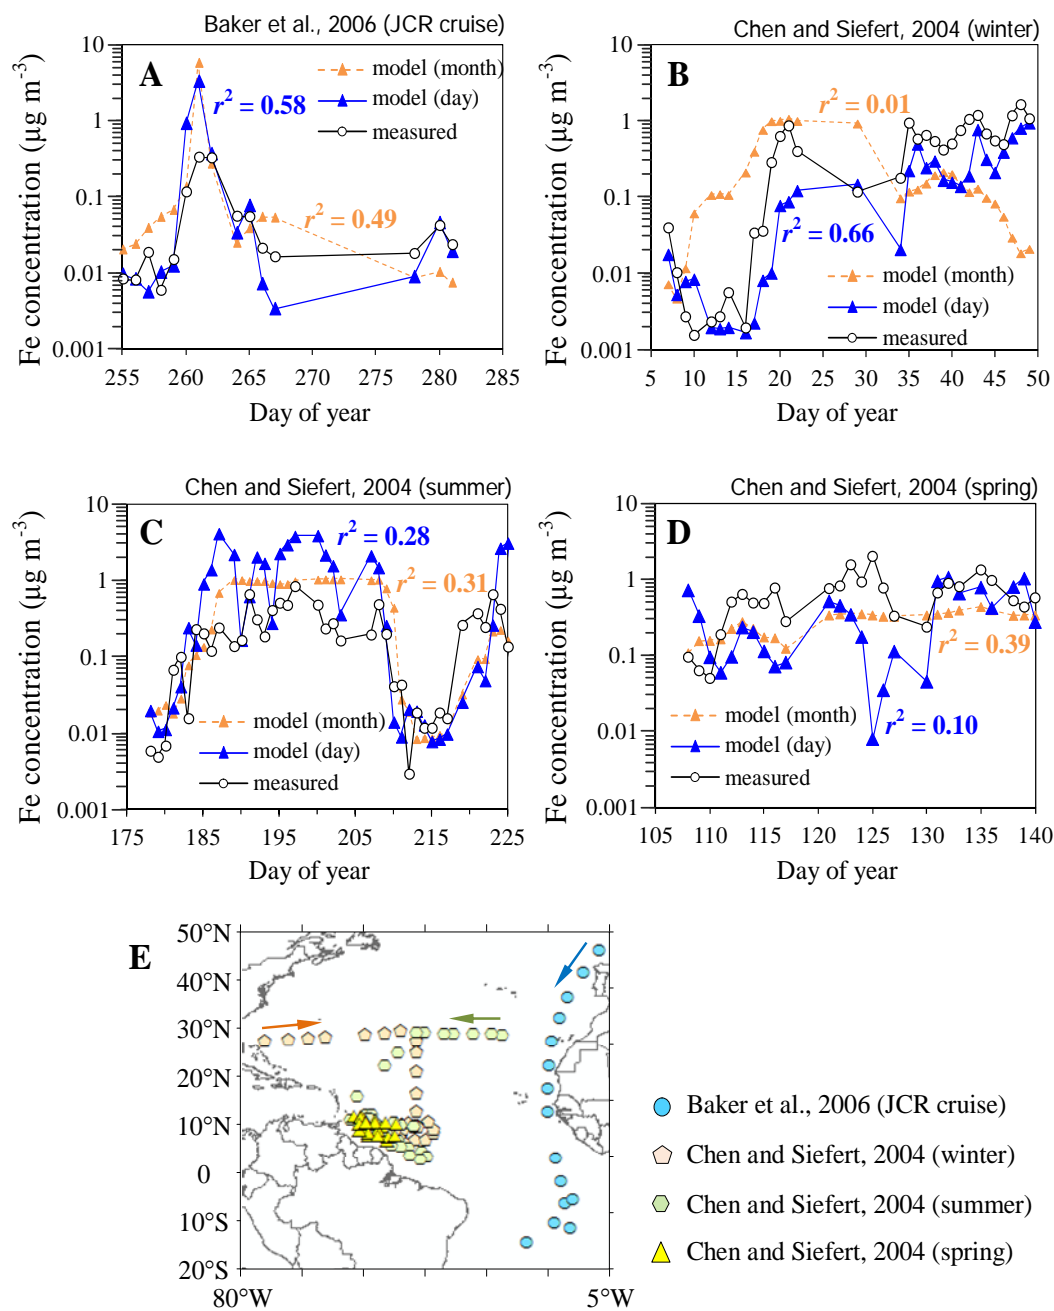 Baker et al., 2006 (JCR cruise)
A
Fe concentration (µg m⁻³)
10
1
0.1
0.01
0.001
model (month)
model (day)
measured
r² = 0.58
r² = 0.49
255 260 265 270 275 280 285
Day of year
Chen and Siefert, 2004 (winter)
B
Fe concentration (µg m⁻³)
10
1
0.1
0.01
0.001
r² = 0.01
r² = 0.66
model (month)
model (day)
measured
5 10 16 20 25 30 34 40 45 50
Day of year
Chen and Siefert, 2004 (summer)
C
Fe concentration (µg m⁻³)
10
1
0.1
0.01
0.001
r² = 0.28
r² = 0.31
model (month)
model (day)
measured
175 185 195 205 215 225
Day of year
Chen and Siefert, 2004 (spring)
D
Fe concentration (µg m⁻³)
10
1
0.1
0.01
0.001
r² = 0.39
r² = 0.10
model (month)
model (day)
measured
105 110 115 120 125 130 135 140
Day of year
E
50°N
40°N
30°N
20°N
10°N
0
10°S
20°S
80°W
5°W
Baker et al., 2006 (JCR cruise)
Chen and Siefert, 2004 (winter)
Chen and Siefert, 2004 (summer)
Chen and Siefert, 2004 (spring)